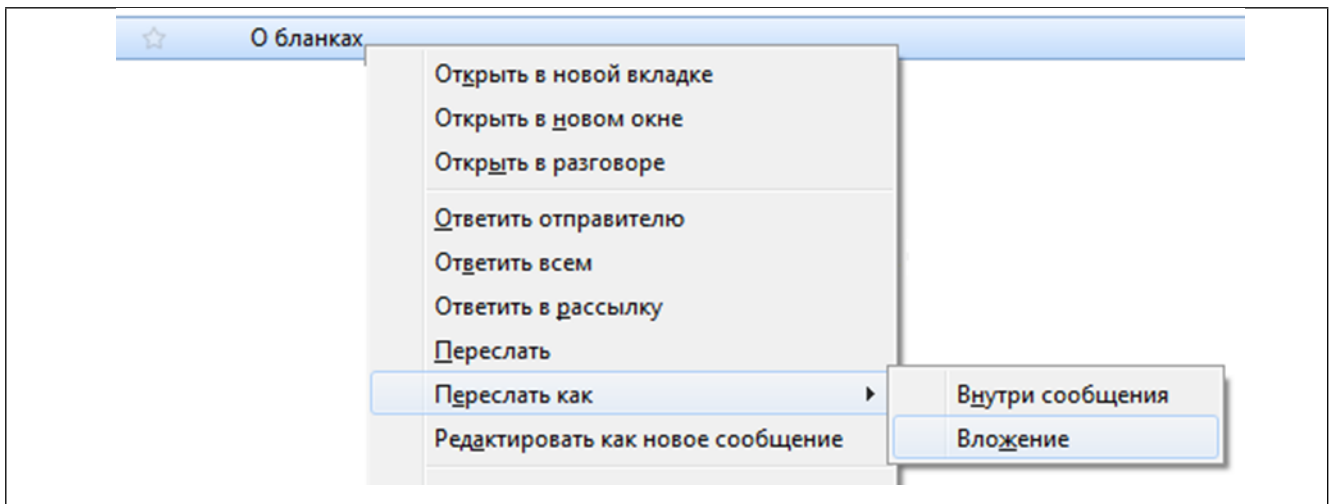 О бланках
Открыть в новой вкладке
Открыть в новом окне
Открыть в разговоре
Ответить отправителю
Ответить всем
Ответить в рассылку
Переслать
Переслать как
Внутри сообщения
Редактировать как новое сообщение
Вложение